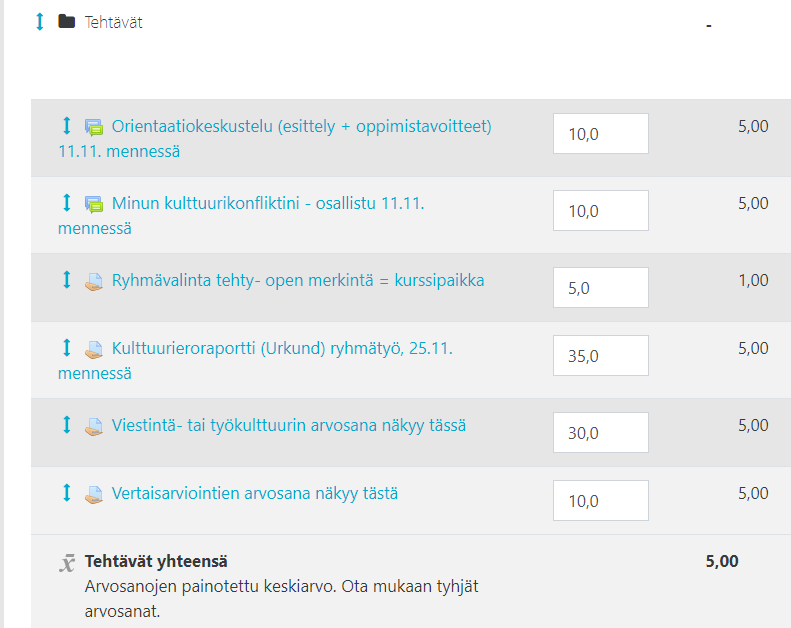 Tehtävät -
Orientaatiokeskustelu (esittely + oppimistavoitteet) 10,0 5,00
11.11. mennessä
Minun kulttuurikonfliktini - osallistu 11.11. 10,0 5,00
mennessä
Ryhmävalinta tehty- open merkintä = kurssipaikka 5,0 1,00
Kulttuurieroraportti (Urkund) ryhmätyö, 25.11. 35,0 5,00
mennessä
Viestintä- tai työkulttuurin arvosana näkyy tässä 30,0 5,00
Vertaisarviointien arvosana näkyy tästä 10,0 5,00
x̄ Tehtävät yhteensä 5,00
Arvosanojen painotettu keskiarvo. Ota mukaan tyhjät
arvosanat.